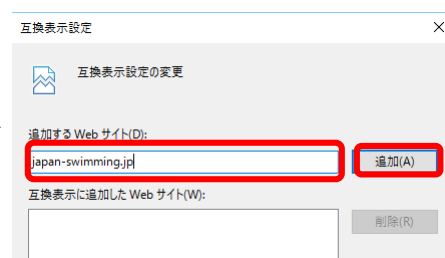 互換表示設定
互換表示設定の変更
追加する Web サイト(D):
japan-swimming.jp
追加(A)
互換表示に追加した Web サイト(W):
削除(R)